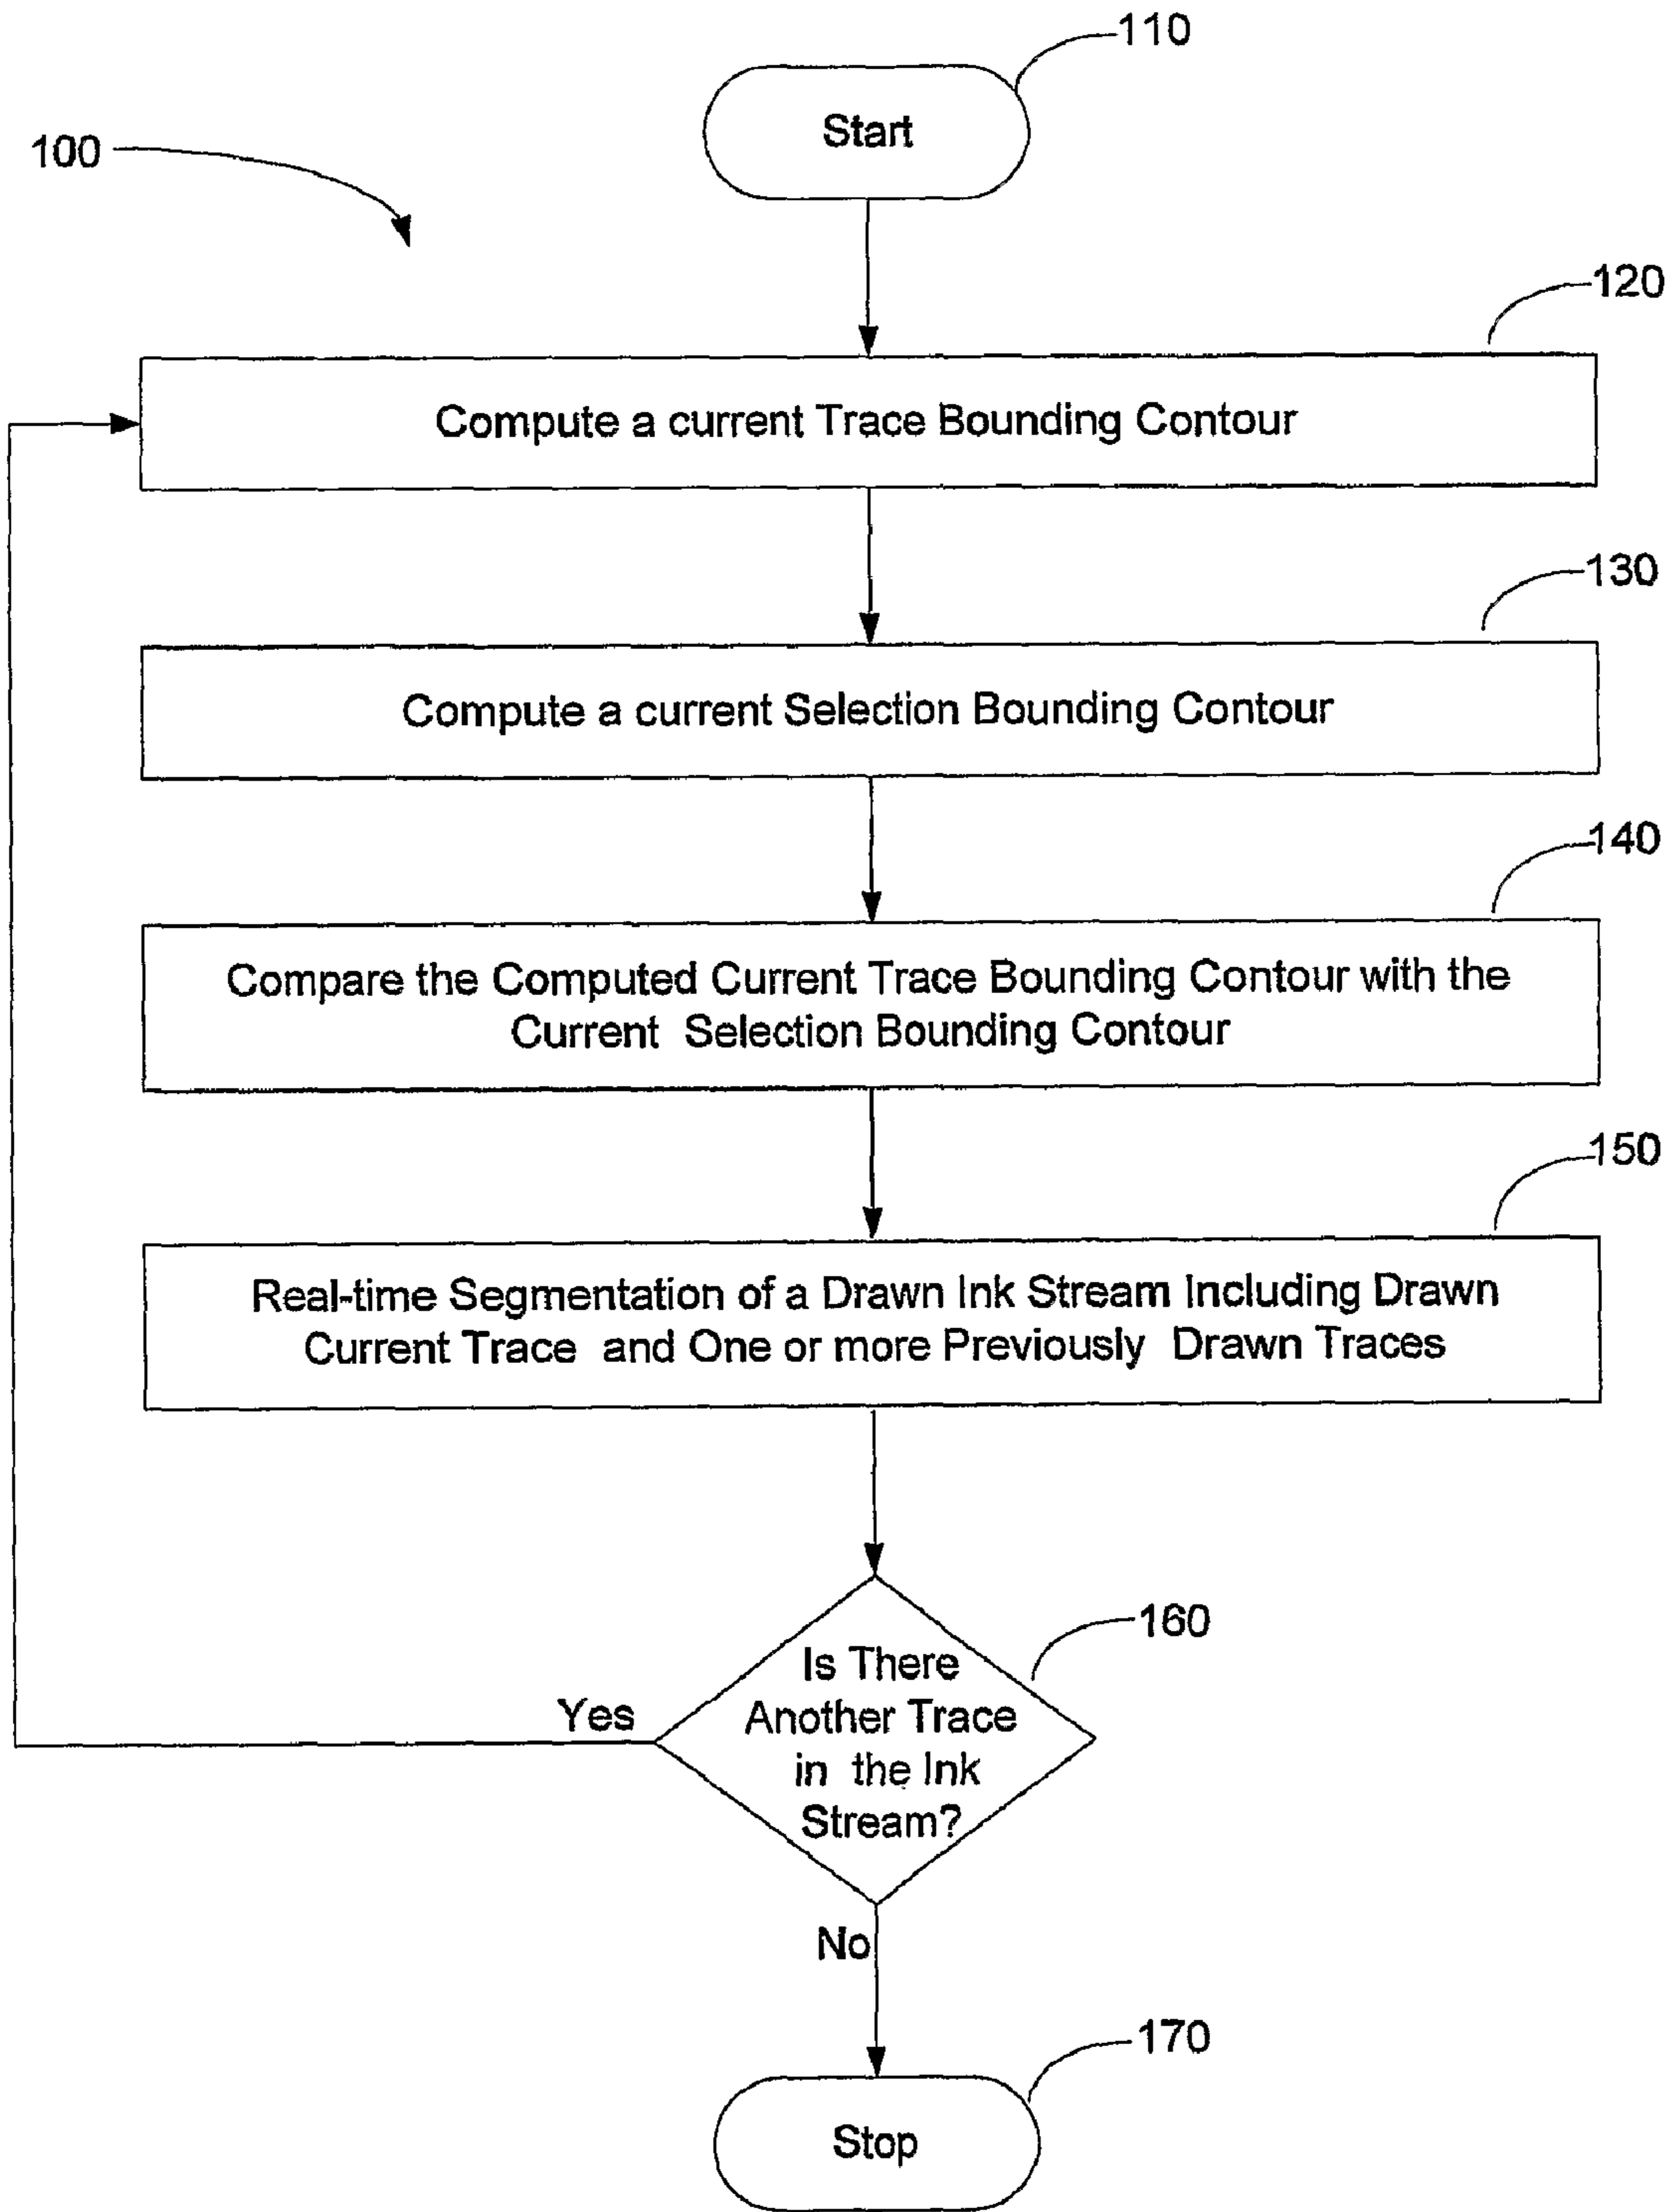 110
Start
100
120
Compute a current Trace Bounding Contour
130
Compute a current Selection Bounding Contour
140
Compare the Computed Current Trace Bounding Contour with the
Current Selection Bounding Contour
150
Real-time Segmentation of a Drawn Ink Stream Including Drawn
Current Trace and One or more Previously Drawn Traces
160
Is There
Another Trace
in the Ink
Stream?
Yes
No
170
Stop